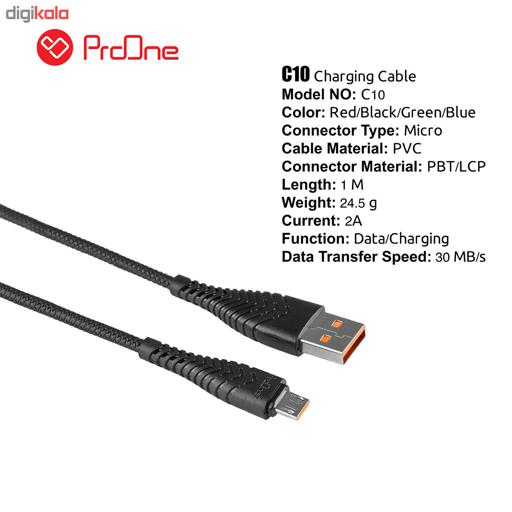 digikala
ProOne
C10 Charging Cable
Model NO: C10
Color: Red/Black/Green/Blue
Connector Type: Micro
Cable Material: PVC
Connector Material: PBT/LCP
Length: 1 M
Weight: 24.5 g
Current: 2A
Function: Data/Charging
Data Transfer Speed: 30 MB/s